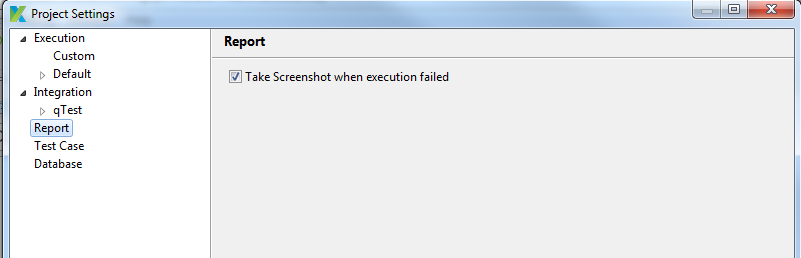 Project Settings
Execution
Custom
Default
Integration
qTest
Report
Test Case
Database
Report
Take Screenshot when execution failed